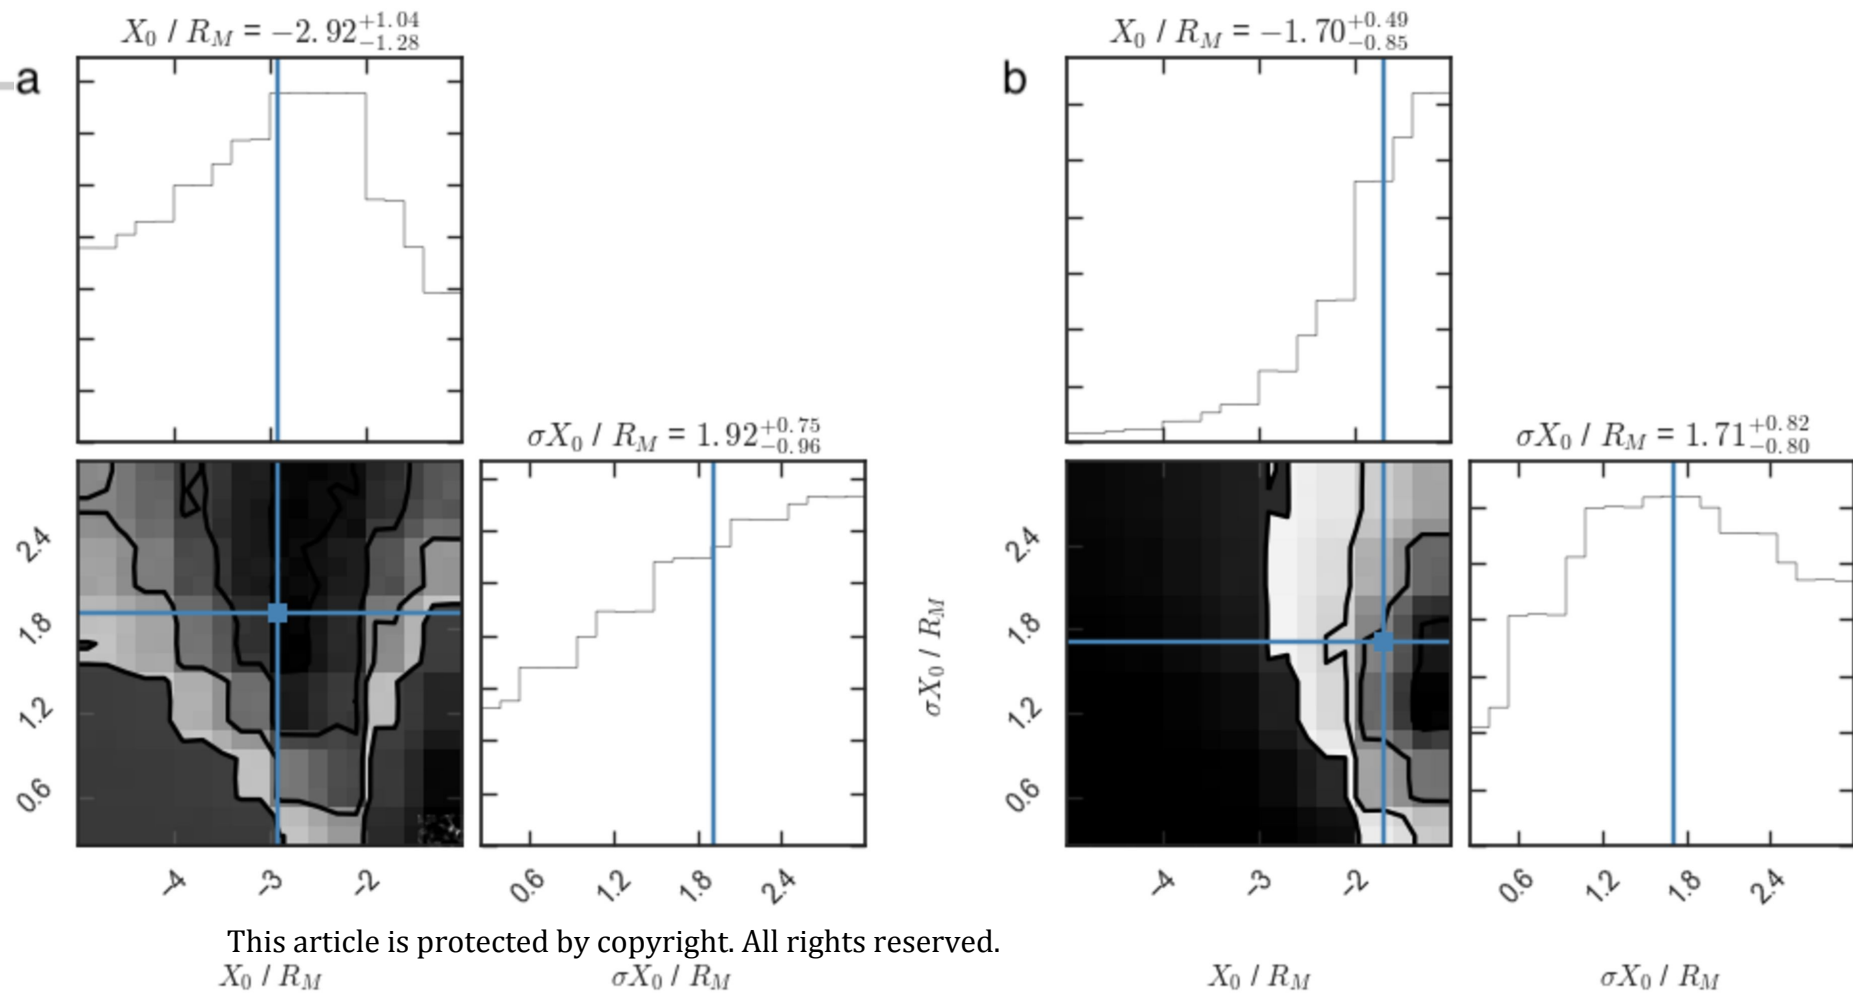 a
X₀ / R_M = −2.92^{+1.04}_{−1.28}
b
X₀ / R_M = −1.70^{+0.49}_{−0.85}
σX₀ / R_M = 1.92^{+0.75}_{−0.96}
σX₀ / R_M = 1.71^{+0.82}_{−0.80}
2.4
1.8
1.2
0.6
σX₀ / R_M
2.4
1.8
1.2
0.6
-4 -3 -2 0.6 1.2 1.8 2.4 -4 -3 -2 0.6 1.2 1.8 2.4
This article is protected by copyright. All rights reserved.
X₀ / R_M σX₀ / R_M X₀ / R_M σX₀ / R_M